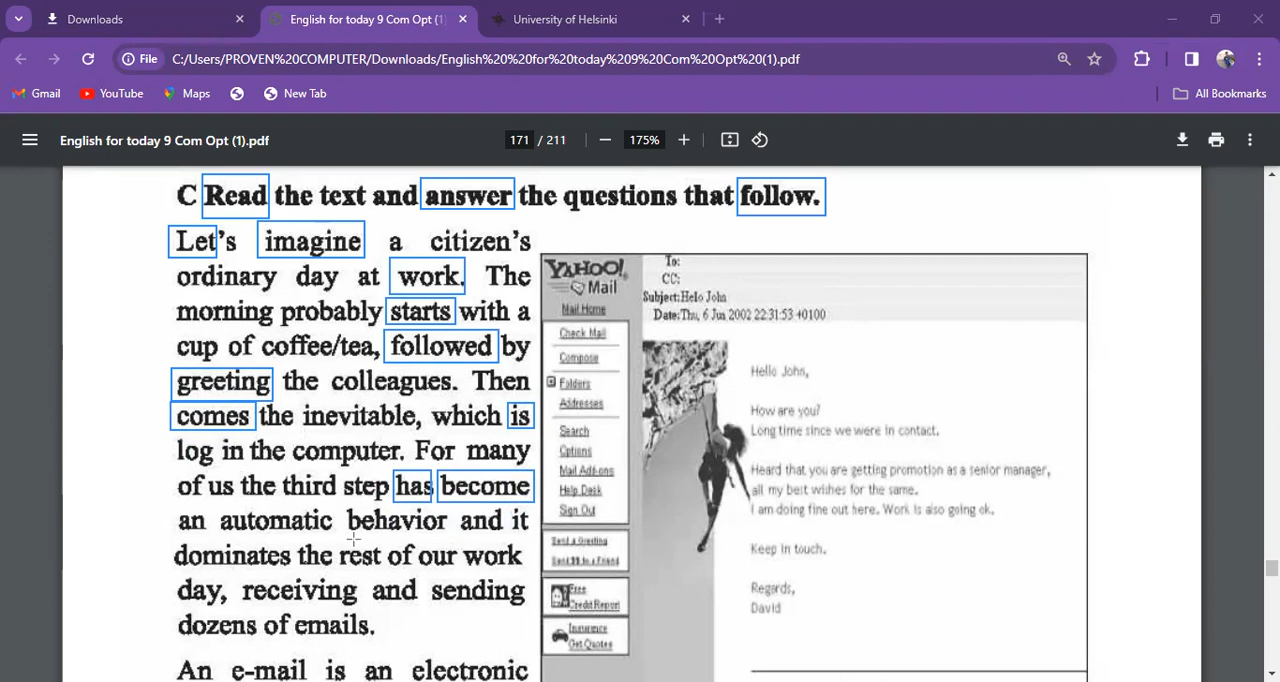 Downloads
English for today 9 Com Opt (1)
University of Helsinki
File
C:/Users/PROVEN%20COMPUTER/Downloads/English%20%20for%20today%209%20Com%20Opt%20(1).pdf
Gmail
YouTube
Maps
New Tab
All Bookmarks
English for today 9 Com Opt (1).pdf
171 / 211
175%
C Read the text and answer the questions that follow.
Let's imagine a citizen's
ordinary day at work. The
morning probably starts with a
cup of coffee/tea, followed by
greeting the colleagues. Then
comes the inevitable, which is
log in the computer. For many
of us the third step has become
an automatic behavior and it
dominates the rest of our work
day, receiving and sending
dozens of emails.
An e-mail is an electronic
YAHOO!
Mail
Mail Home
Check Mail
Compose
Folders
Addresses
Search
Options
Mail Add-ons
Help Desk
Sign Out
Send a Greeting
Free
Credit Report
Insurance
Get Quotes
To:
CC:
Subject: Helo John
Date: Thu, 6 Jun 2002 22:31:53 +0100
Hello John,
How are you?
Long time since we were in contact.
Heard that you are getting promotion as a senior manager,
all my best wishes for the same.
I am doing fine out here. Work is also going ok.
Keep in touch.
Regards,
David